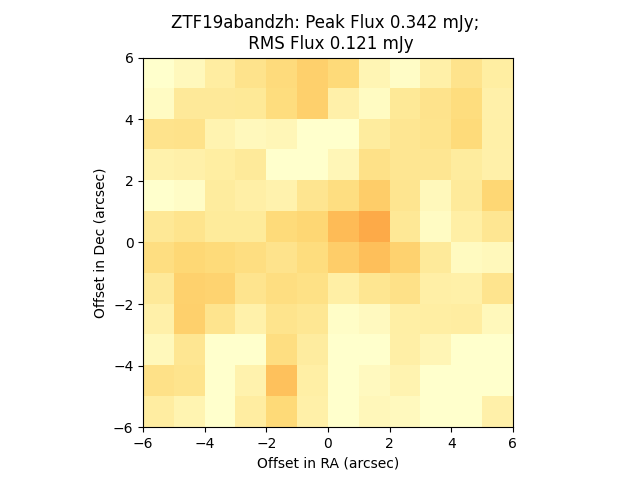 ZTF19abandzh: Peak Flux 0.342 mJy;
RMS Flux 0.121 mJy
6
4
2
0
−2
−4
−6
Offset in Dec (arcsec)
−6 −4 −2 0 2 4 6
Offset in RA (arcsec)